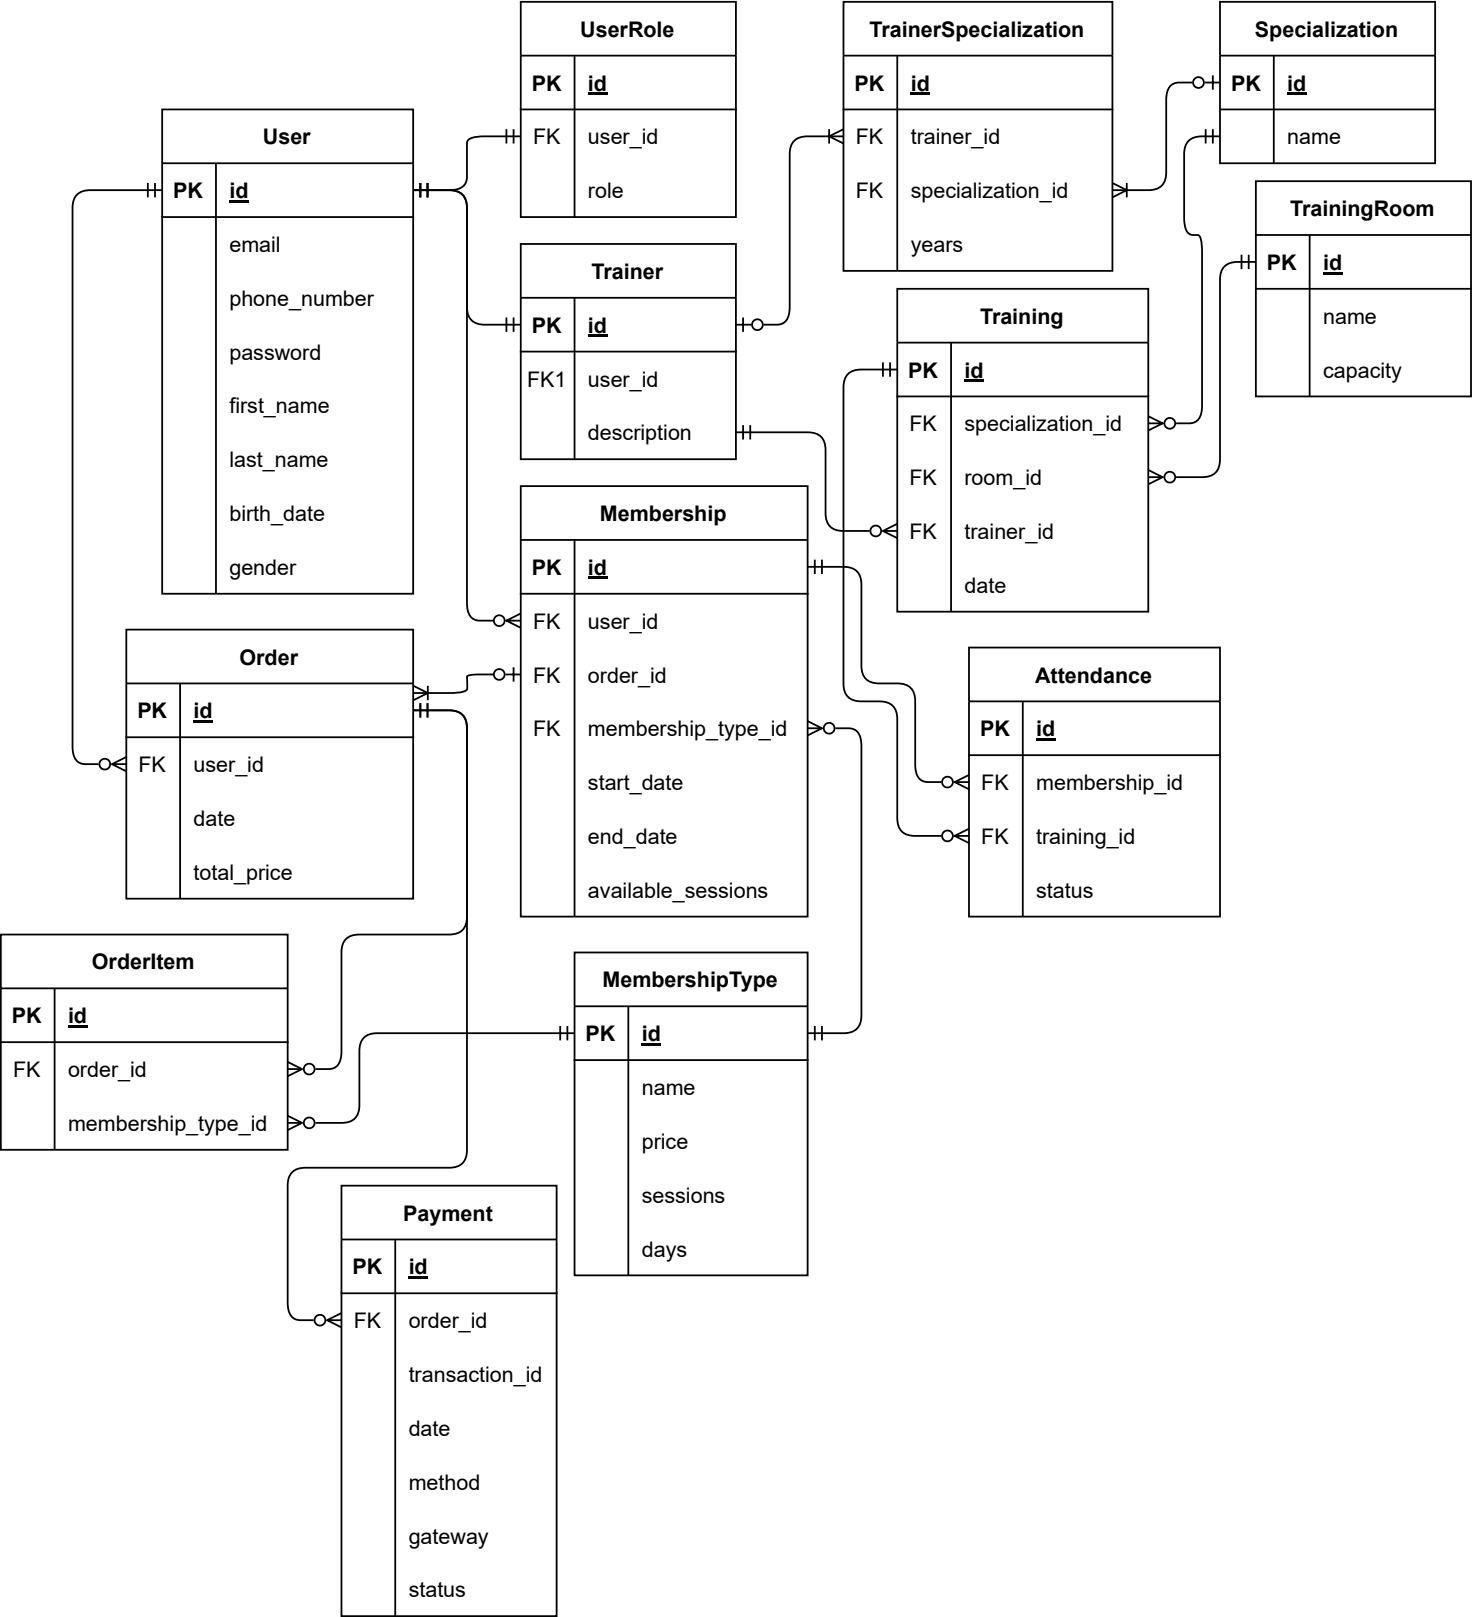 UserRole
PK id
FK user_id
role
TrainerSpecialization
PK id
FK trainer_id
FK specialization_id
years
Specialization
PK id
name
User
PK id
email
phone_number
password
first_name
last_name
birth_date
gender
TrainingRoom
PK id
name
capacity
Trainer
PK id
FK1 user_id
description
Training
PK id
FK specialization_id
FK room_id
FK trainer_id
date
Membership
PK id
FK user_id
FK order_id
FK membership_type_id
start_date
end_date
available_sessions
Order
PK id
FK user_id
date
total_price
Attendance
PK id
FK membership_id
FK training_id
status
OrderItem
PK id
FK order_id
membership_type_id
MembershipType
PK id
name
price
sessions
days
Payment
PK id
FK order_id
transaction_id
date
method
gateway
status